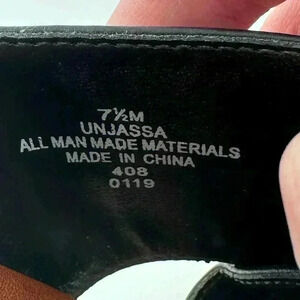 7½M
UNJASSA
ALL MAN MADE MATERIALS
MADE IN CHINA
408
0119